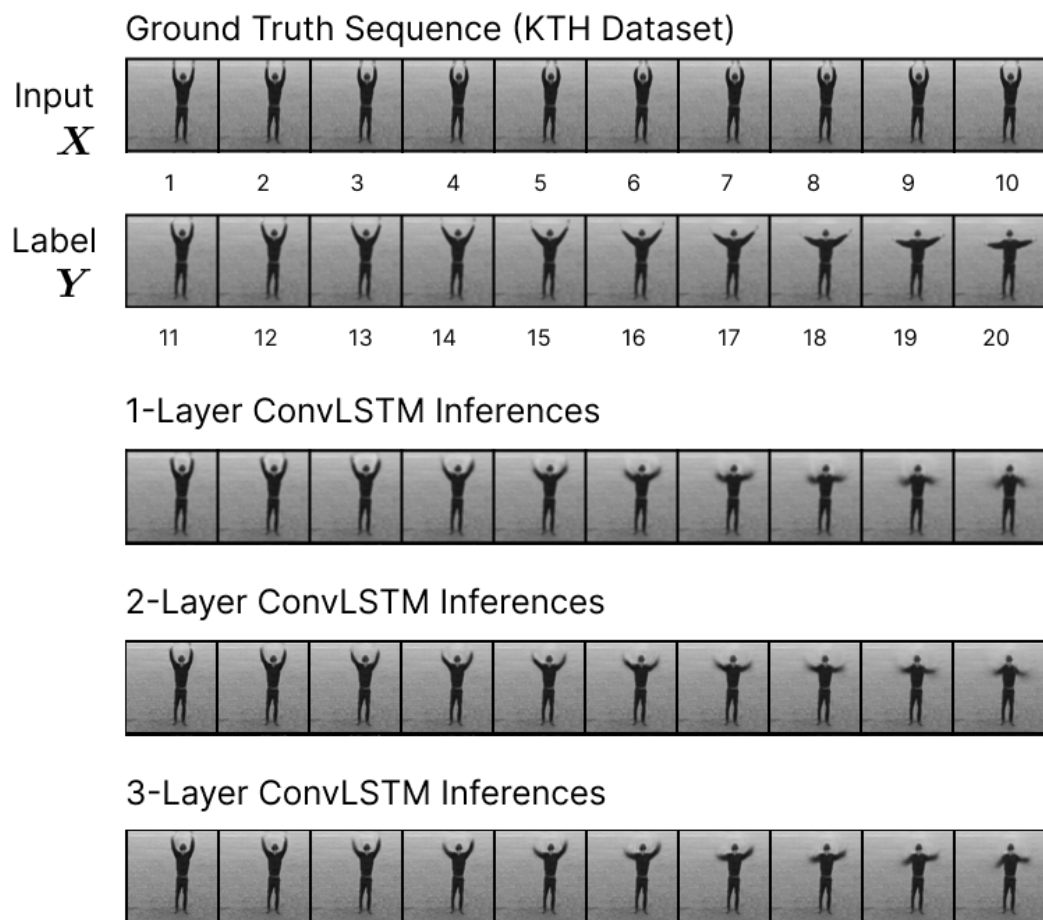 Ground Truth Sequence (KTH Dataset)
Input
X
1 2 3 4 5 6 7 8 9 10
Label
Y
11 12 13 14 15 16 17 18 19 20
1-Layer ConvLSTM Inferences
2-Layer ConvLSTM Inferences
3-Layer ConvLSTM Inferences